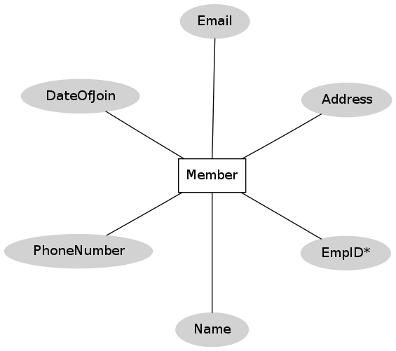 Email
DateOfJoin
Address
Member
PhoneNumber
EmpID*
Name